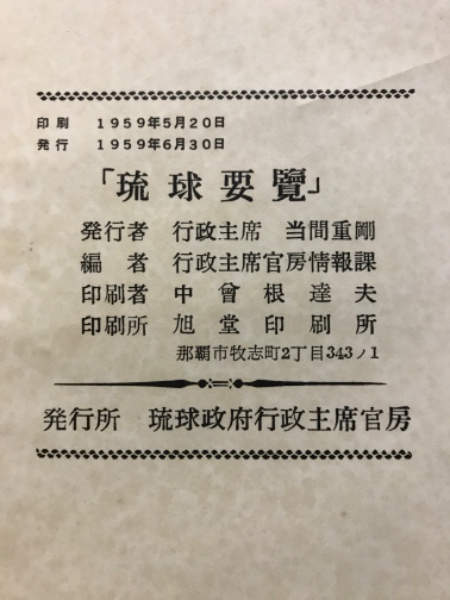 印刷 1959年5月20日
発行 1959年6月30日
「琉球要覽」
発行者 行政主席 当間重剛
編者 行政主席官房情報課
印刷者 中曾根達夫
印刷所 旭堂印刷所
那覇市牧志町2丁目343ノ1
発行所 琉球政府行政主席官房